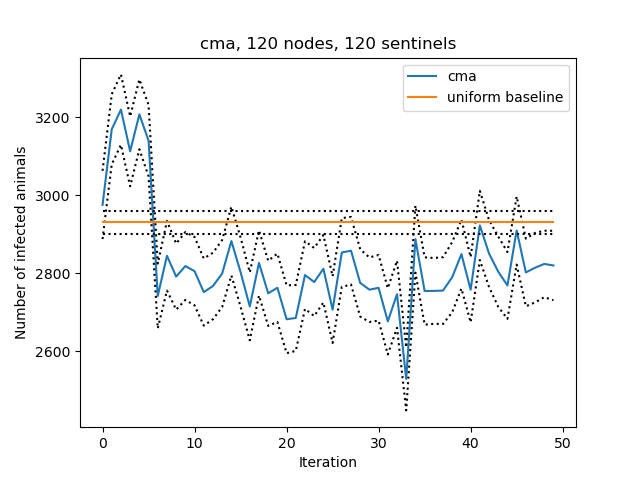 cma, 120 nodes, 120 sentinels
cma
uniform baseline
3200
3000
2800
2600
Number of infected animals
0 10 20 30 40 50
Iteration